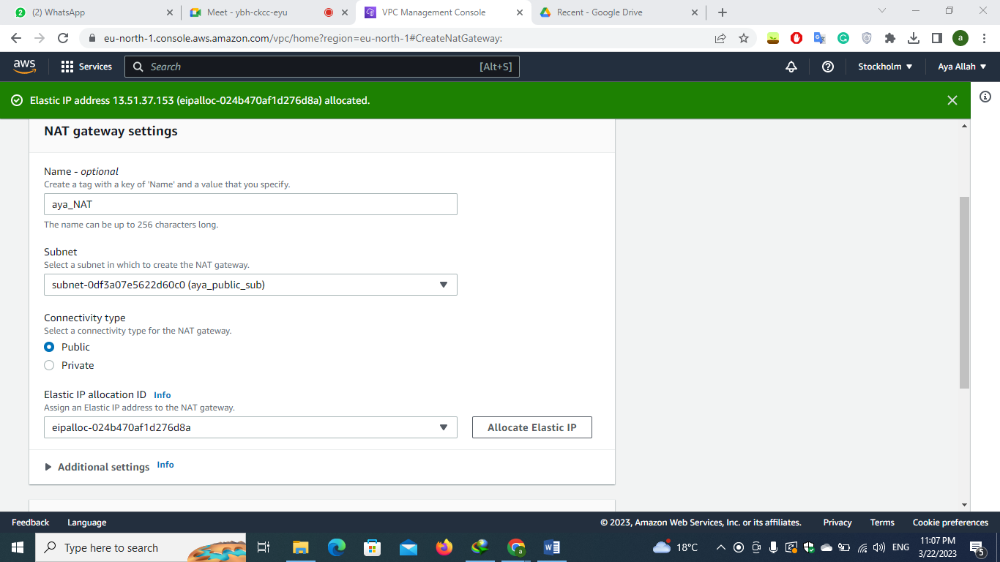 (2) WhatsApp
Meet - ybh-ckcc-eyu
VPC Management Console
Recent - Google Drive
eu-north-1.console.aws.amazon.com/vpc/home?region=eu-north-1#CreateNatGateway:
a
aws
Services
Search
[Alt+S]
Stockholm
Aya Allah
Elastic IP address 13.51.37.153 (eipalloc-024b470af1d276d8a) allocated.
NAT gateway settings
Name - optional
Create a tag with a key of 'Name' and a value that you specify.
aya_NAT
The name can be up to 256 characters long.
Subnet
Select a subnet in which to create the NAT gateway.
subnet-0df3a07e5622d60c0 (aya_public_sub)
Connectivity type
Select a connectivity type for the NAT gateway.
Public
Private
Elastic IP allocation ID Info
Assign an Elastic IP address to the NAT gateway.
eipalloc-024b470af1d276d8a
Allocate Elastic IP
Additional settings Info
Feedback Language
© 2023, Amazon Web Services, Inc. or its affiliates. Privacy Terms Cookie preferences
Type here to search
18°C
ENG
11:07 PM
3/22/2023
5